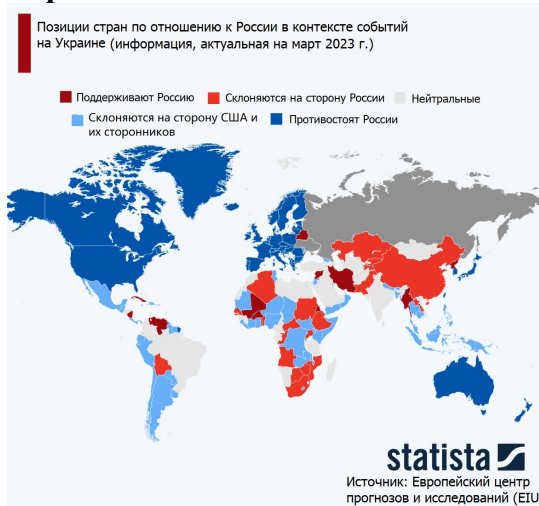 Позиции стран по отношению к России в контексте событий
на Украине (информация, актуальная на март 2023 г.)
Поддерживают Россию Склоняются на сторону России Нейтральные
Склоняются на сторону США и Противостоят России
их сторонников
statista
Источник: Европейский центр
прогнозов и исследований (EIU